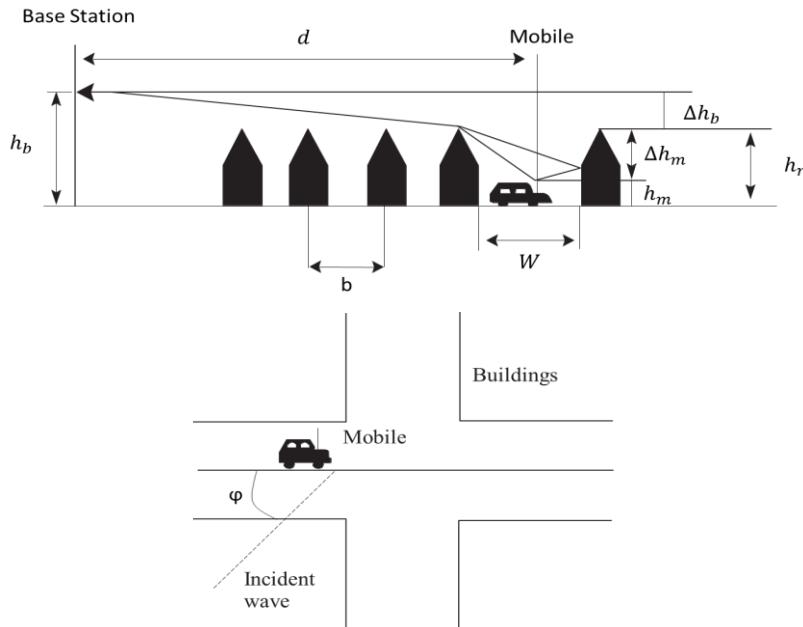 Base Station
d
Mobile
h_b
Δh_b
Δh_m
h_r
h_m
W
b
Buildings
Mobile
φ
Incident
wave